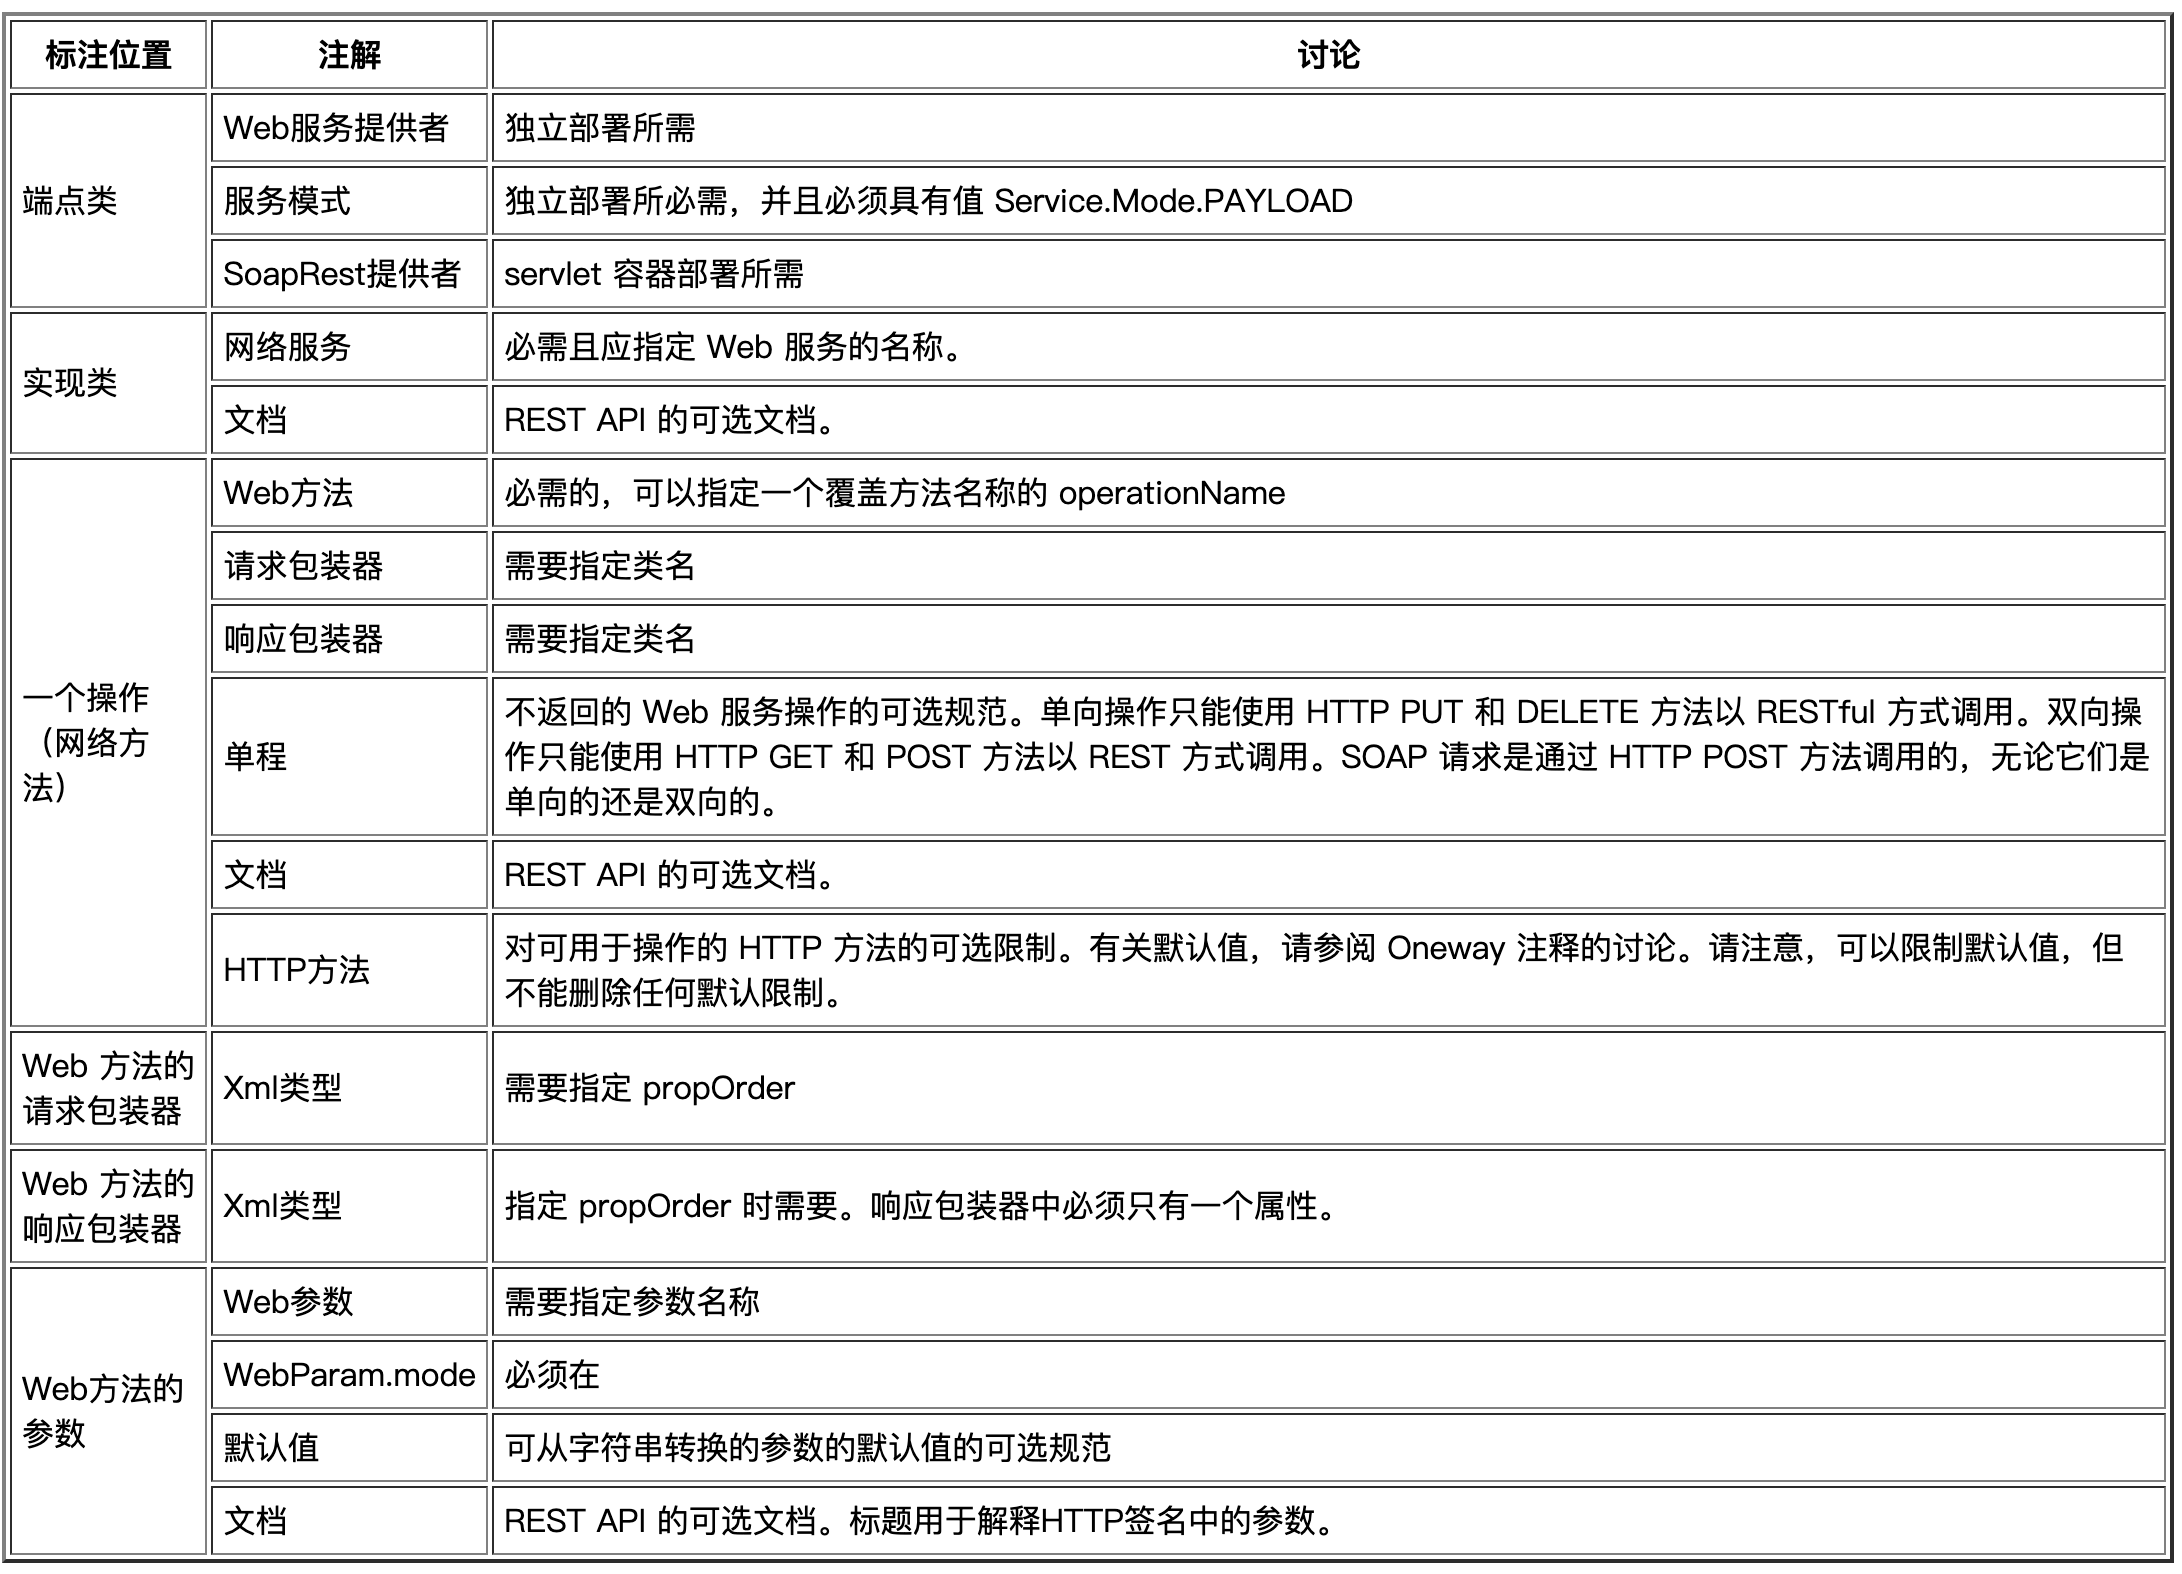 标注位置
注解
讨论
端点类
Web服务提供者
独立部署所需
服务模式
独立部署所必需，并且必须具有值 Service.Mode.PAYLOAD
SoapRest提供者
servlet 容器部署所需
实现类
网络服务
必需且应指定 Web 服务的名称。
文档
REST API 的可选文档。
一个操作
（网络方
法）
Web方法
必需的，可以指定一个覆盖方法名称的 operationName
请求包装器
需要指定类名
响应包装器
需要指定类名
单程
不返回的 Web 服务操作的可选规范。单向操作只能使用 HTTP PUT 和 DELETE 方法以 RESTful 方式调用。双向操
作只能使用 HTTP GET 和 POST 方法以 REST 方式调用。SOAP 请求是通过 HTTP POST 方法调用的，无论它们是
单向的还是双向的。
文档
REST API 的可选文档。
HTTP方法
对可用于操作的 HTTP 方法的可选限制。有关默认值，请参阅 Oneway 注释的讨论。请注意，可以限制默认值，但
不能删除任何默认限制。
Web 方法的
请求包装器
Xml类型
需要指定 propOrder
Web 方法的
响应包装器
Xml类型
指定 propOrder 时需要。响应包装器中必须只有一个属性。
Web方法的
参数
Web参数
需要指定参数名称
WebParam.mode
必须在
默认值
可从字符串转换的参数的默认值的可选规范
文档
REST API 的可选文档。标题用于解释HTTP签名中的参数。